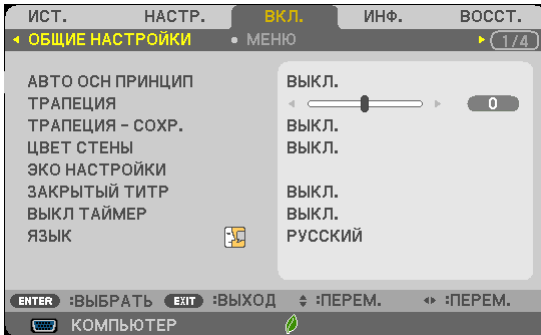 ИСТ. НАСТР. ВКЛ. ИНФ. ВОССТ.
ОБЩИЕ НАСТРОЙКИ • МЕНЮ 1/4
АВТО ОСН ПРИНЦИП ВЫКЛ.
ТРАПЕЦИЯ 0
ТРАПЕЦИЯ - СОХР. ВЫКЛ.
ЦВЕТ СТЕНЫ ВЫКЛ.
ЭКО НАСТРОЙКИ
ЗАКРЫТЫЙ ТИТР ВЫКЛ.
ВЫКЛ ТАЙМЕР ВЫКЛ.
ЯЗЫК РУССКИЙ
ENTER :ВЫБРАТЬ EXIT :ВЫХОД :ПЕРЕМ. :ПЕРЕМ.
КОМПЬЮТЕР